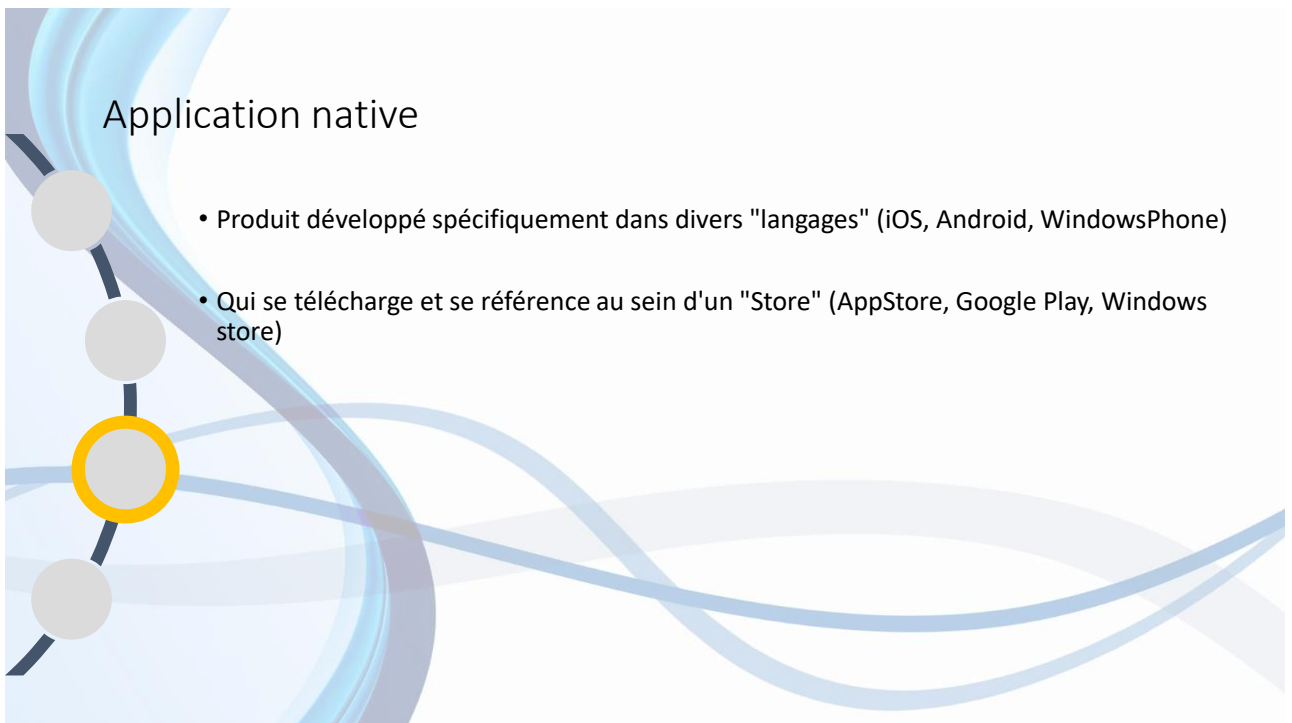 Application native
• Produit développé spécifiquement dans divers "langages" (iOS, Android, WindowsPhone)
• Qui se télécharge et se référence au sein d'un "Store" (AppStore, Google Play, Windows
store)